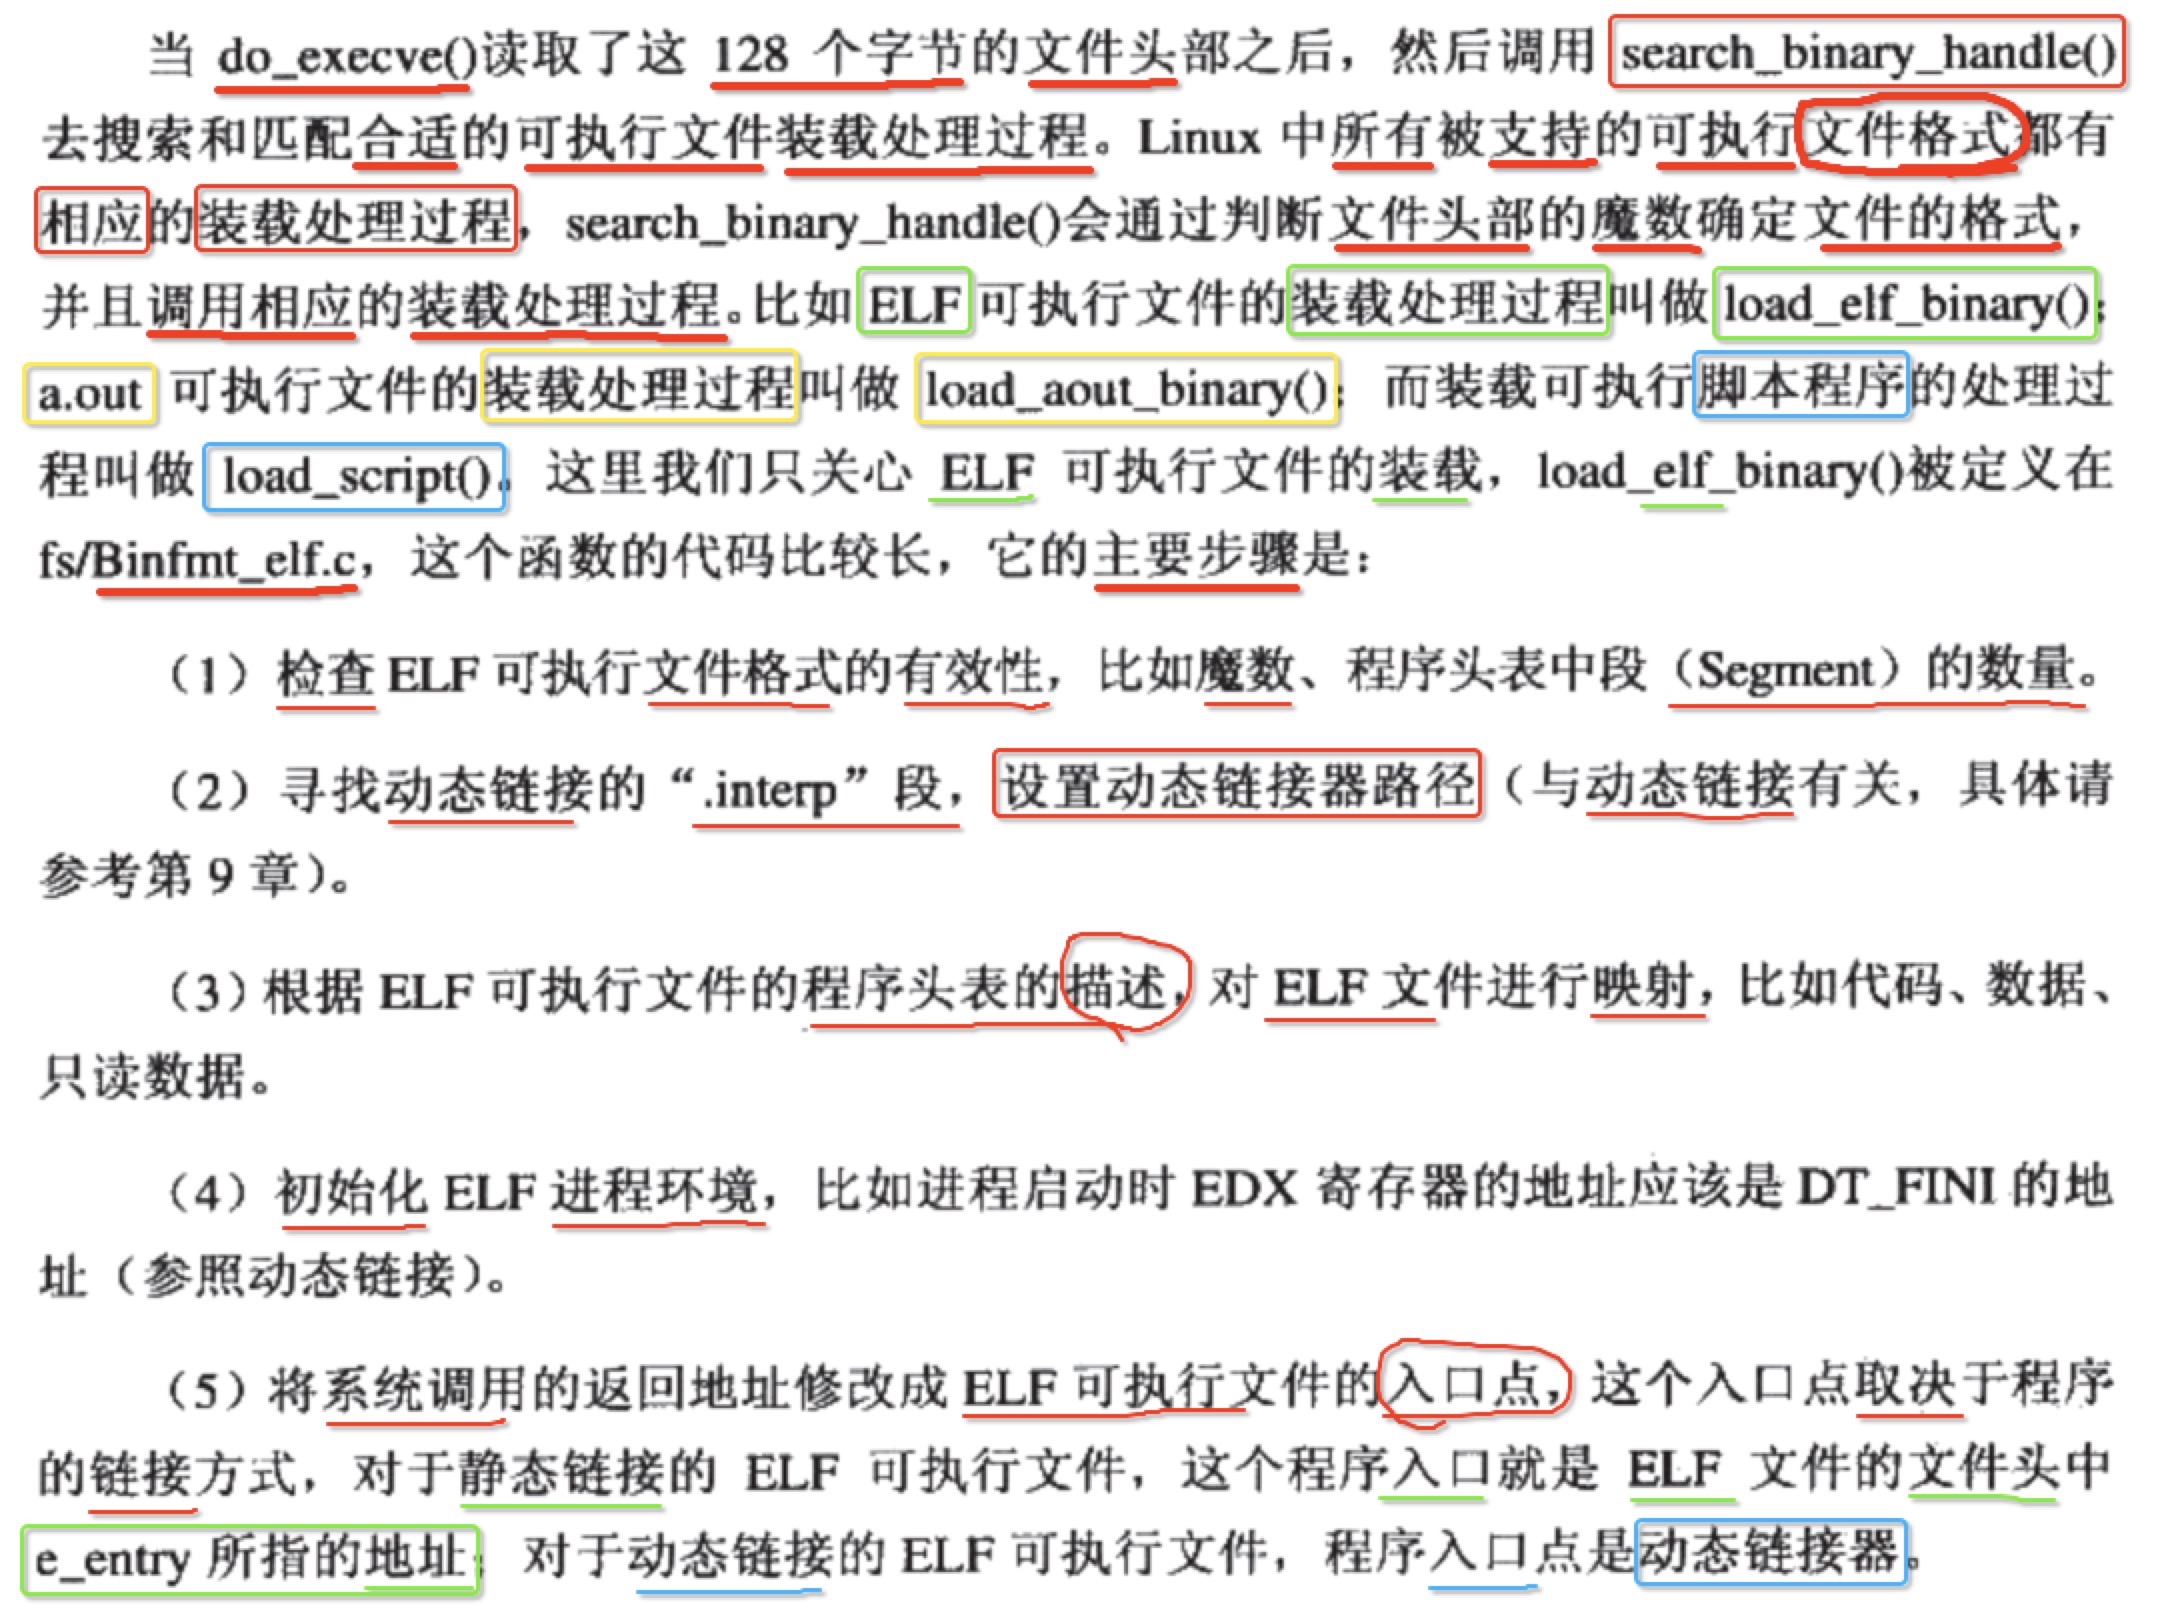 当 do_execve()读取了这 128 个字节的文件头部之后，然后调用 search_binary_handle()
去搜索和匹配合适的可执行文件装载处理过程。Linux 中所有被支持的可执行文件格式都有
相应的装载处理过程，search_binary_handle()会通过判断文件头部的魔数确定文件的格式，
并且调用相应的装载处理过程。比如 ELF 可执行文件的装载处理过程叫做 load_elf_binary()；
a.out 可执行文件的装载处理过程叫做 load_aout_binary()；而装载可执行脚本程序的处理过
程叫做 load_script()。这里我们只关心 ELF 可执行文件的装载，load_elf_binary()被定义在
fs/Binfmt_elf.c，这个函数的代码比较长，它的主要步骤是：
（1）检查 ELF 可执行文件格式的有效性，比如魔数、程序头表中段（Segment）的数量。
（2）寻找动态链接的“.interp”段，设置动态链接器路径（与动态链接有关，具体请
参考第 9 章）。
（3）根据 ELF 可执行文件的程序头表的描述，对 ELF 文件进行映射，比如代码、数据、
只读数据。
（4）初始化 ELF 进程环境，比如进程启动时 EDX 寄存器的地址应该是 DT_FINI 的地
址（参照动态链接）。
（5）将系统调用的返回地址修改成 ELF 可执行文件的入口点，这个入口点取决于程序
的链接方式，对于静态链接的 ELF 可执行文件，这个程序入口就是 ELF 文件的文件头中
e_entry 所指的地址；对于动态链接的 ELF 可执行文件，程序入口点是动态链接器。